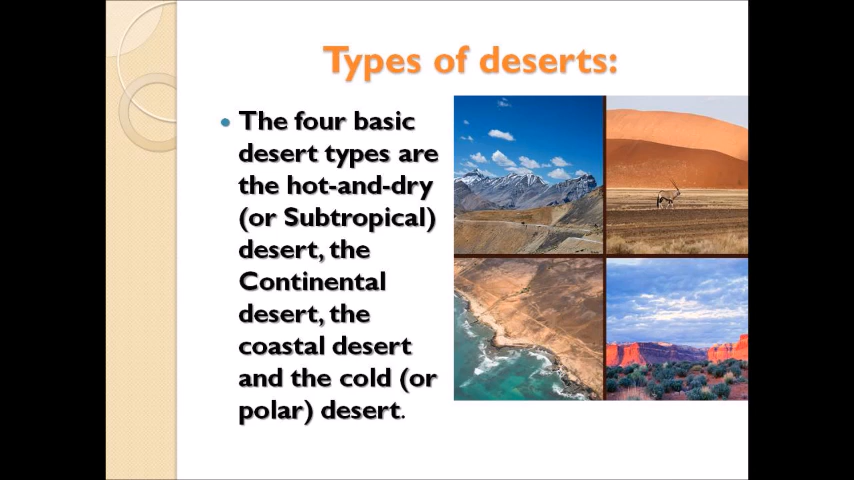 Types of deserts:
• The four basic
desert types are
the hot-and-dry
(or Subtropical)
desert, the
Continental
desert, the
coastal desert
and the cold (or
polar) desert.